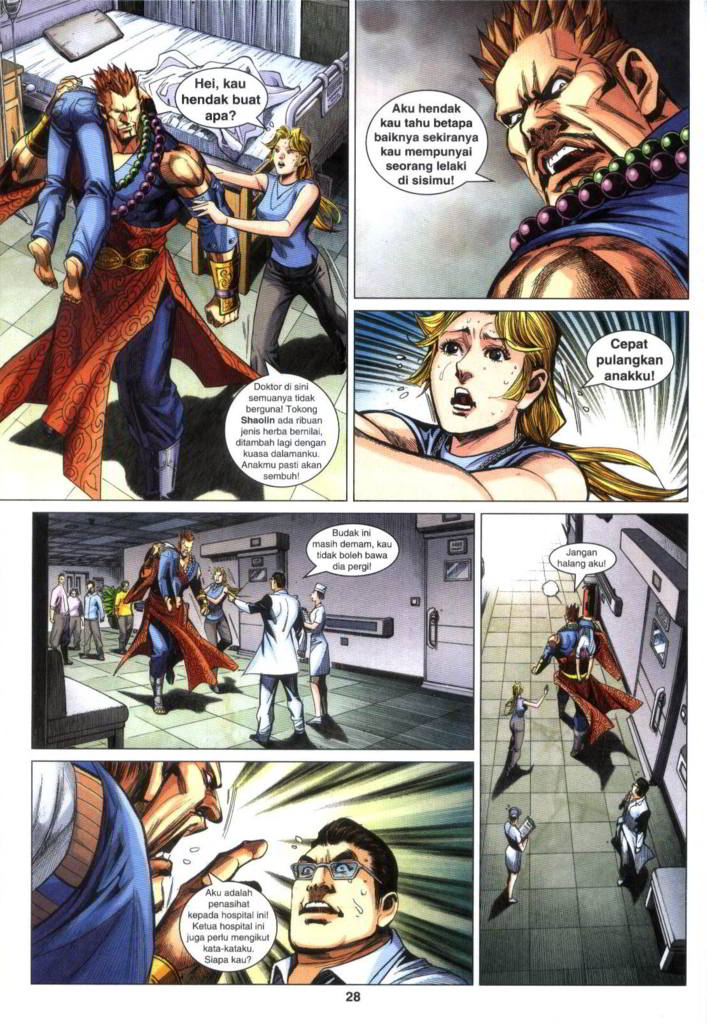 Hei, kau
hendak buat
apa?
Doktor di sini
semuanya tidak
berguna! Tokong
Shaolin ada ribuan
jenis herba bernilai,
ditambah lagi dengan
kuasa dalamanku.
Anakmu pasti akan
sembuh!
Aku hendak
kau tahu betapa
baiknya sekiranya
kau mempunyai
seorang lelaki
di sisimu!
Cepat
pulangkan
anakku!
Budak ini
masih demam, kau
tidak boleh bawa
dia pergi!
Jangan
halang aku!
Aku adalah
penasihat
kepada hospital ini!
Ketua hospital ini
juga perlu mengikut
kata-kataku.
Siapa kau?
28